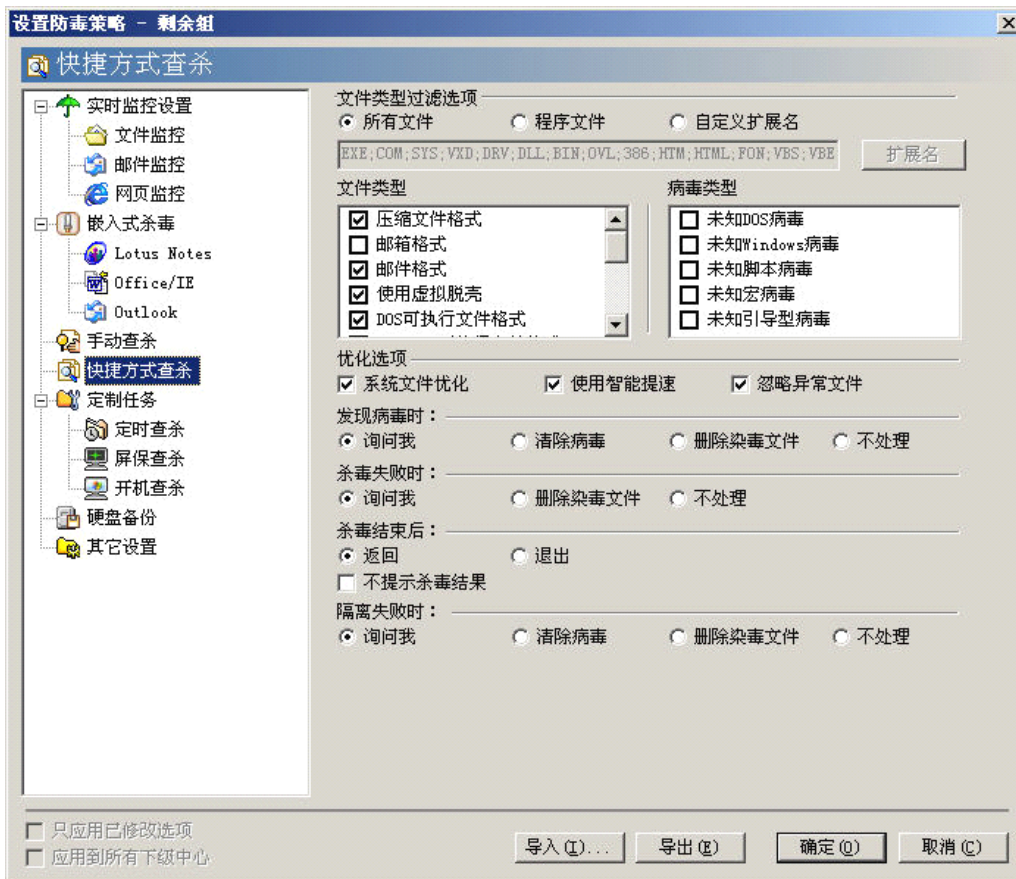 设置防毒策略 - 剩余组
快捷方式查杀
实时监控设置
文件监控
邮件监控
网页监控
嵌入式杀毒
Lotus Notes
Office/IE
Outlook
手动查杀
快捷方式查杀
定制任务
定时查杀
屏保查杀
开机查杀
硬盘备份
其它设置
文件类型过滤选项
所有文件 程序文件 自定义扩展名
EXE;COM;SYS;VXD;DRV;DLL;BIN;OVL;386;HTM;HTML;FON;VBS;VBE 扩展名
文件类型 病毒类型
压缩文件格式 未知DOS病毒
邮箱格式 未知Windows病毒
邮件格式 未知脚本病毒
使用虚拟脱壳 未知宏病毒
DOS可执行文件格式 未知引导型病毒
优化选项
系统文件优化 使用智能提速 忽略异常文件
发现病毒时:
询问我 清除病毒 删除染毒文件 不处理
杀毒失败时:
询问我 删除染毒文件 不处理
杀毒结束后:
返回 退出
不提示杀毒结果
隔离失败时:
询问我 清除病毒 删除染毒文件 不处理
只应用已修改选项
应用到所有下级中心
导入(I)... 导出(E) 确定(O) 取消(C)